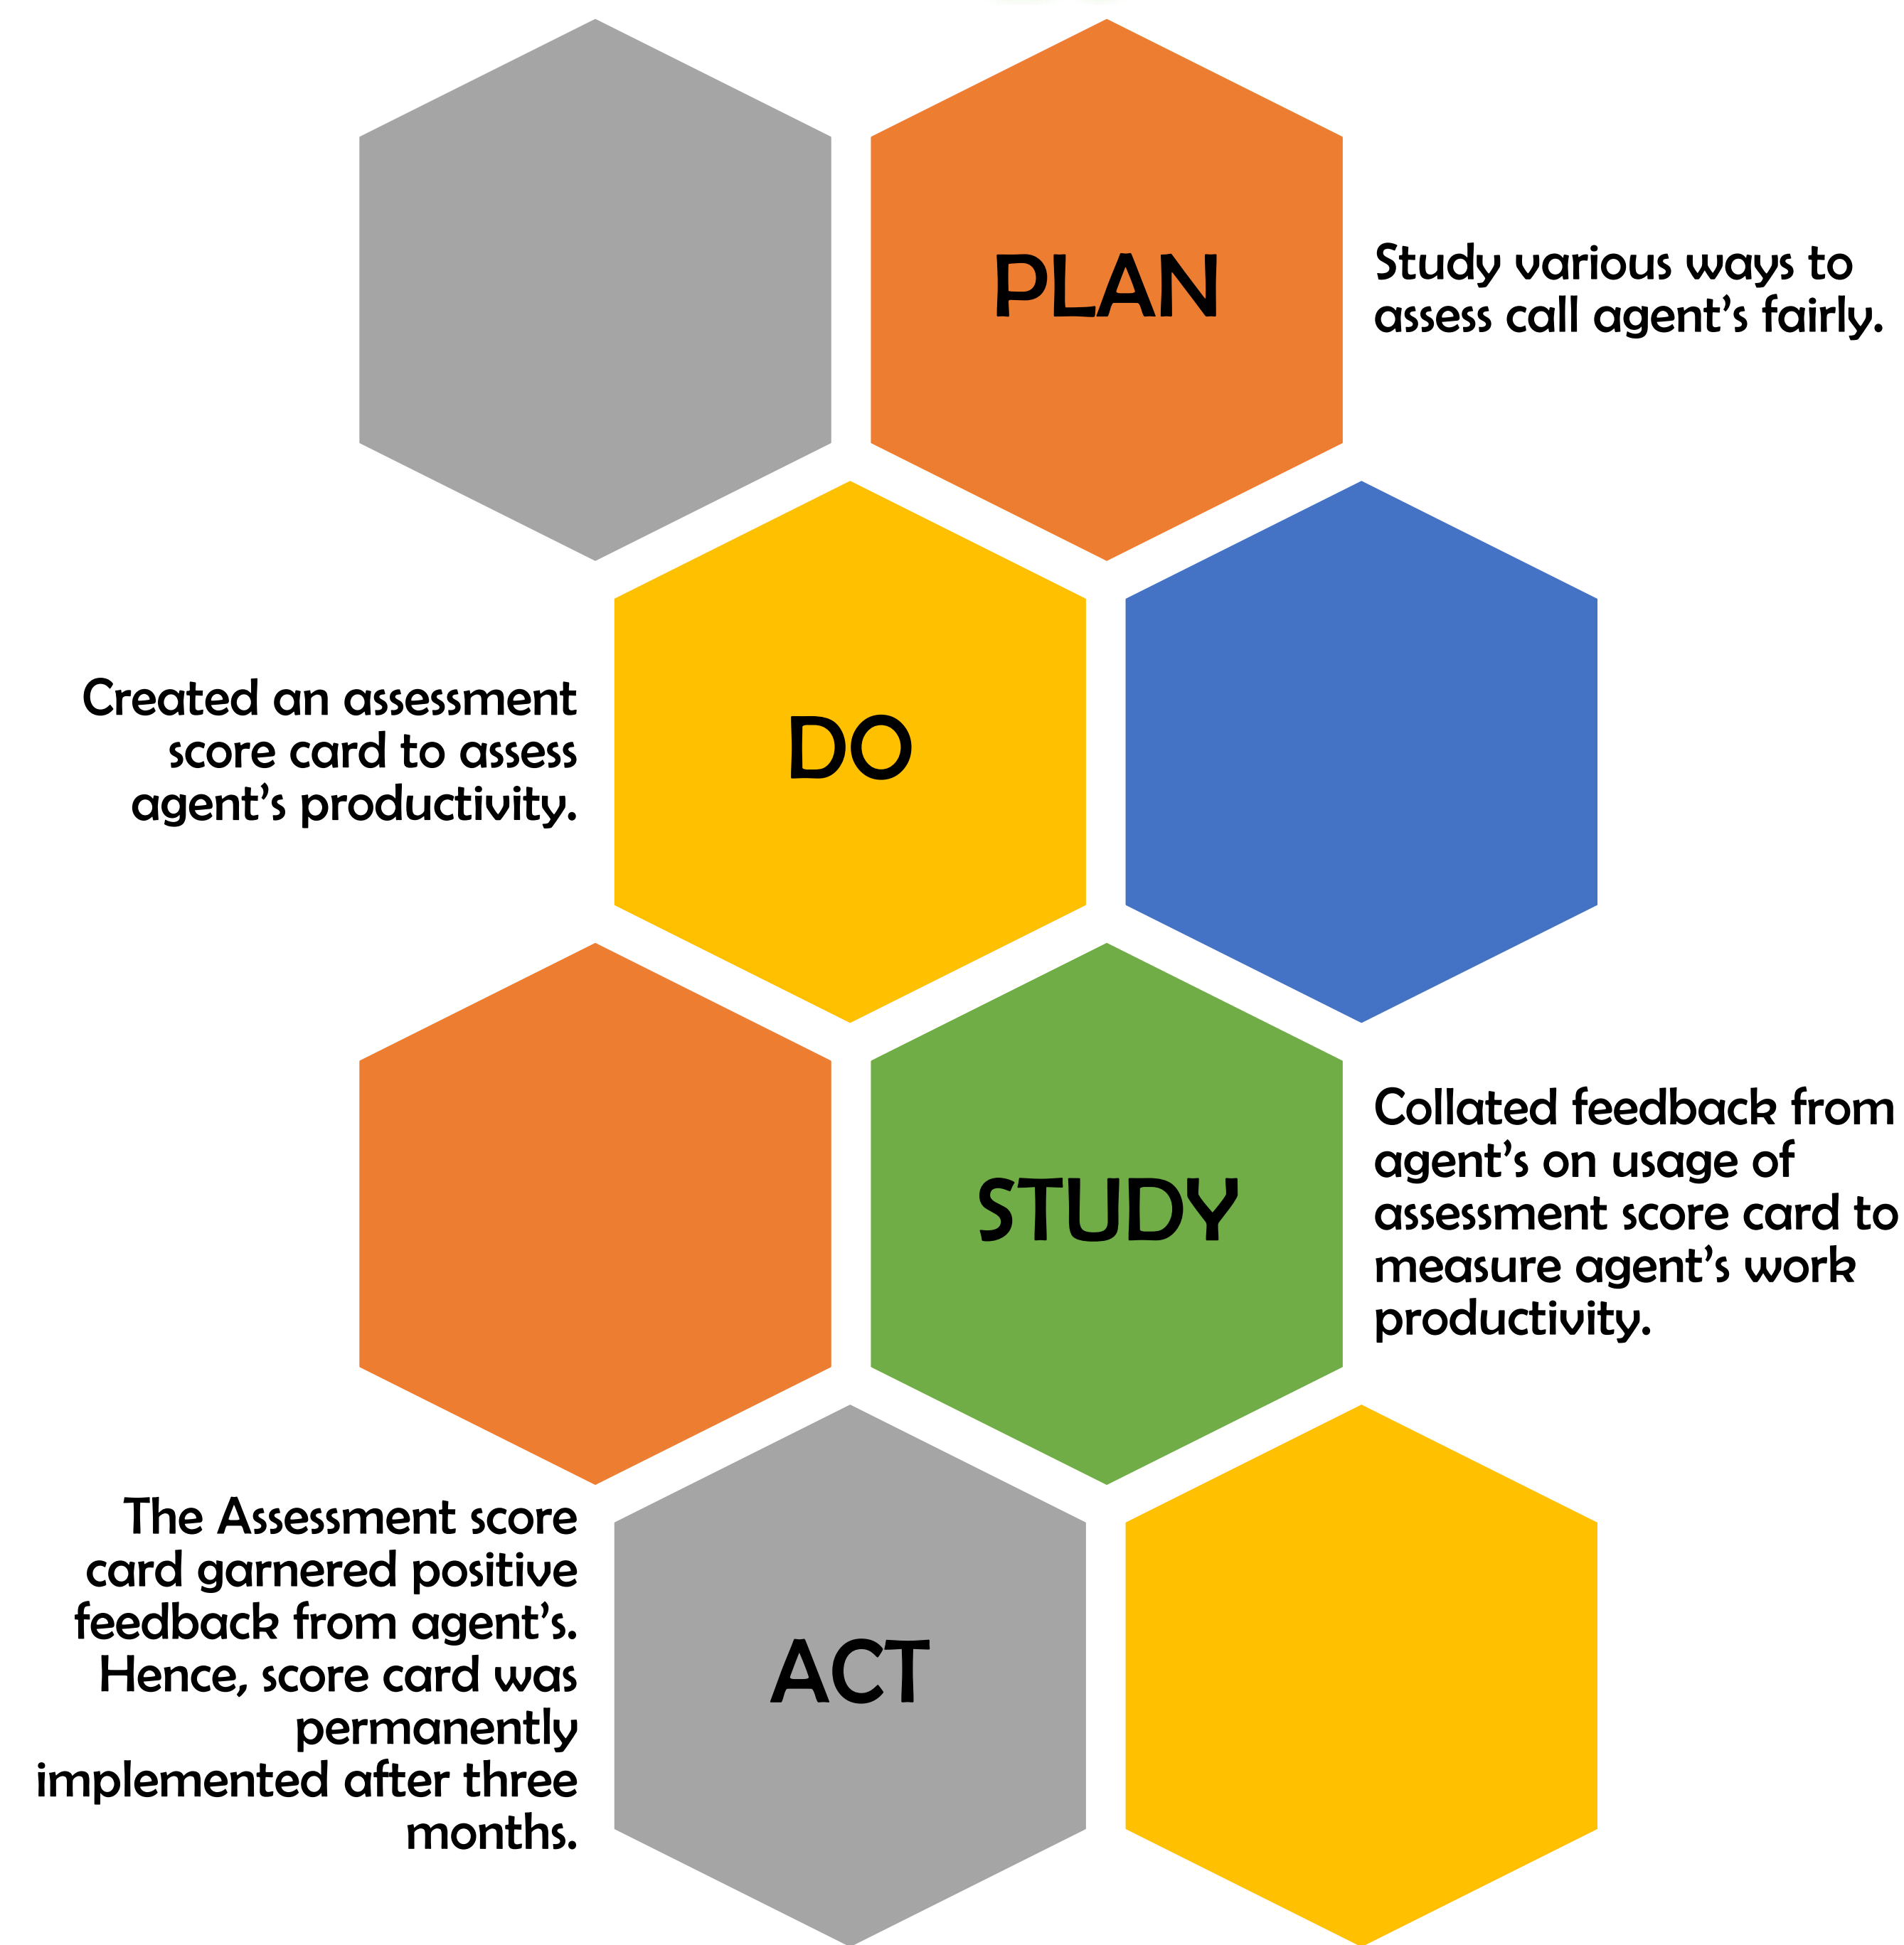 PLAN
Study various ways to
assess call agent's fairly.
DO
Created an assessment
score card to asess
agent's productivity.
STUDY
Collated feedback from
agent's on usage of
assessment score card to
measure agent's work
productivity.
ACT
The Assessment score
card garnered positive
feedback from agent's.
Hence, score card was
permanently
implemented after three
months.